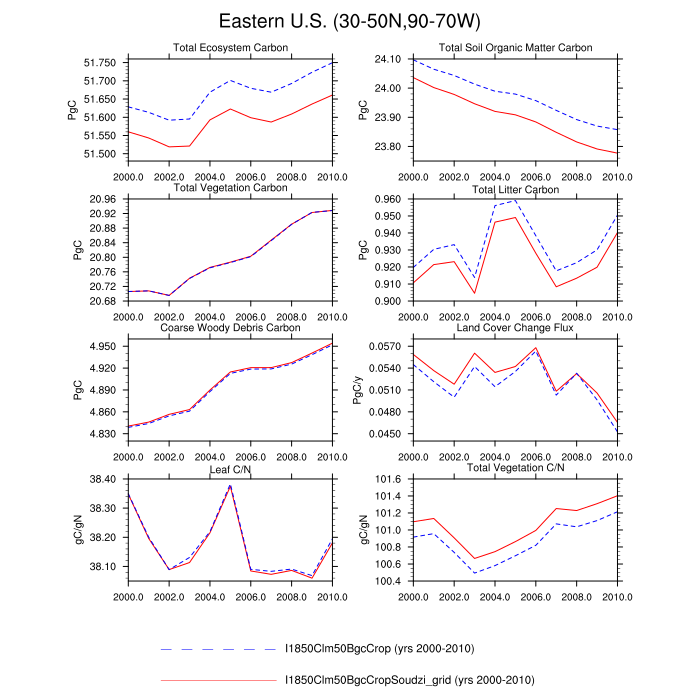 Eastern U.S. (30-50N,90-70W)
Total Ecosystem Carbon
PgC
51.750
51.700
51.650
51.600
51.550
51.500
2000.0 2002.0 2004.0 2006.0 2008.0 2010.0
Total Soil Organic Matter Carbon
PgC
24.10
24.00
23.90
23.80
2000.0 2002.0 2004.0 2006.0 2008.0 2010.0
Total Vegetation Carbon
PgC
20.96
20.92
20.88
20.84
20.80
20.76
20.72
20.68
2000.0 2002.0 2004.0 2006.0 2008.0 2010.0
Total Litter Carbon
PgC
0.960
0.950
0.940
0.930
0.920
0.910
0.900
2000.0 2002.0 2004.0 2006.0 2008.0 2010.0
Coarse Woody Debris Carbon
PgC
4.950
4.920
4.890
4.860
4.830
2000.0 2002.0 2004.0 2006.0 2008.0 2010.0
Land Cover Change Flux
PgC/y
0.0570
0.0540
0.0510
0.0480
0.0450
2000.0 2002.0 2004.0 2006.0 2008.0 2010.0
Leaf C/N
gC/gN
38.40
38.30
38.20
38.10
2000.0 2002.0 2004.0 2006.0 2008.0 2010.0
Total Vegetation C/N
gC/gN
101.6
101.4
101.2
101.0
100.8
100.6
100.4
2000.0 2002.0 2004.0 2006.0 2008.0 2010.0
I1850Clm50BgcCrop (yrs 2000-2010)
I1850Clm50BgcCropSoudzi_grid (yrs 2000-2010)